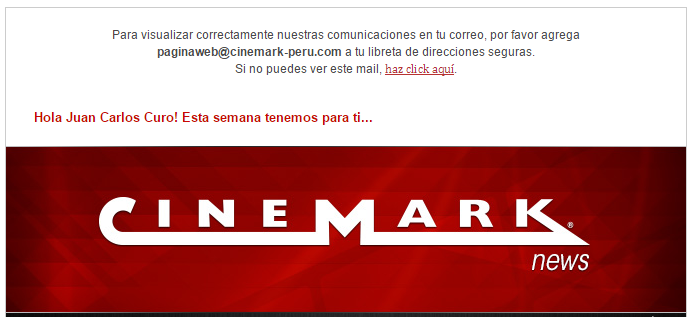 Para visualizar correctamente nuestras comunicaciones en tu correo, por favor agrega
paginaweb@cinemark-peru.com a tu libreta de direcciones seguras.
Si no puedes ver este mail, haz click aquí.
Hola Juan Carlos Curo! Esta semana tenemos para ti...
CINEMARK®
news